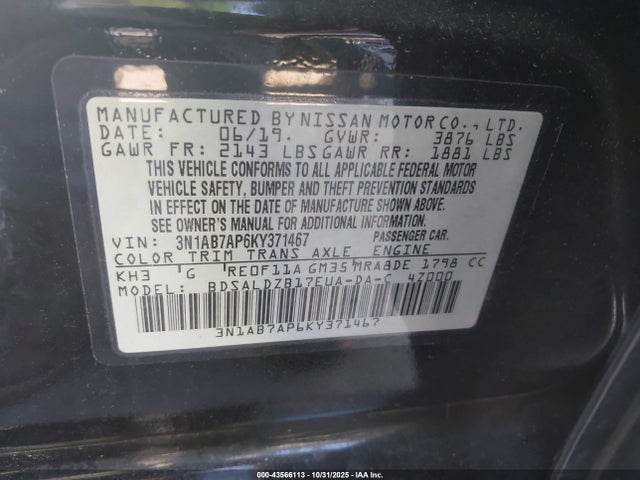 MANUFACTURED BY NISSAN MOTOR CO., LTD.
DATE: 06/19. GVWR: 3876 LBS
GAWR FR: 2143 LBS GAWR RR: 1881 LBS
THIS VEHICLE CONFORMS TO ALL APPLICABLE FEDERAL MOTOR
VEHICLE SAFETY, BUMPER AND THEFT PREVENTION STANDARDS
IN EFFECT ON THE DATE OF MANUFACTURE SHOWN ABOVE.
SEE OWNER'S MANUAL FOR ADDITIONAL INFORMATION.
VIN: 3N1AB7AP6KY371467 PASSENGER CAR.
COLOR TRIM TRANS AXLE ENGINE
KH3 G RE0F11A GM35 MRA8DE 1798 CC
MODEL: BDSALDZB17EUA-DA-C 47000
3N1AB7AP6KY371467
000-43566113 | 10/31/2025 | IAA Inc.